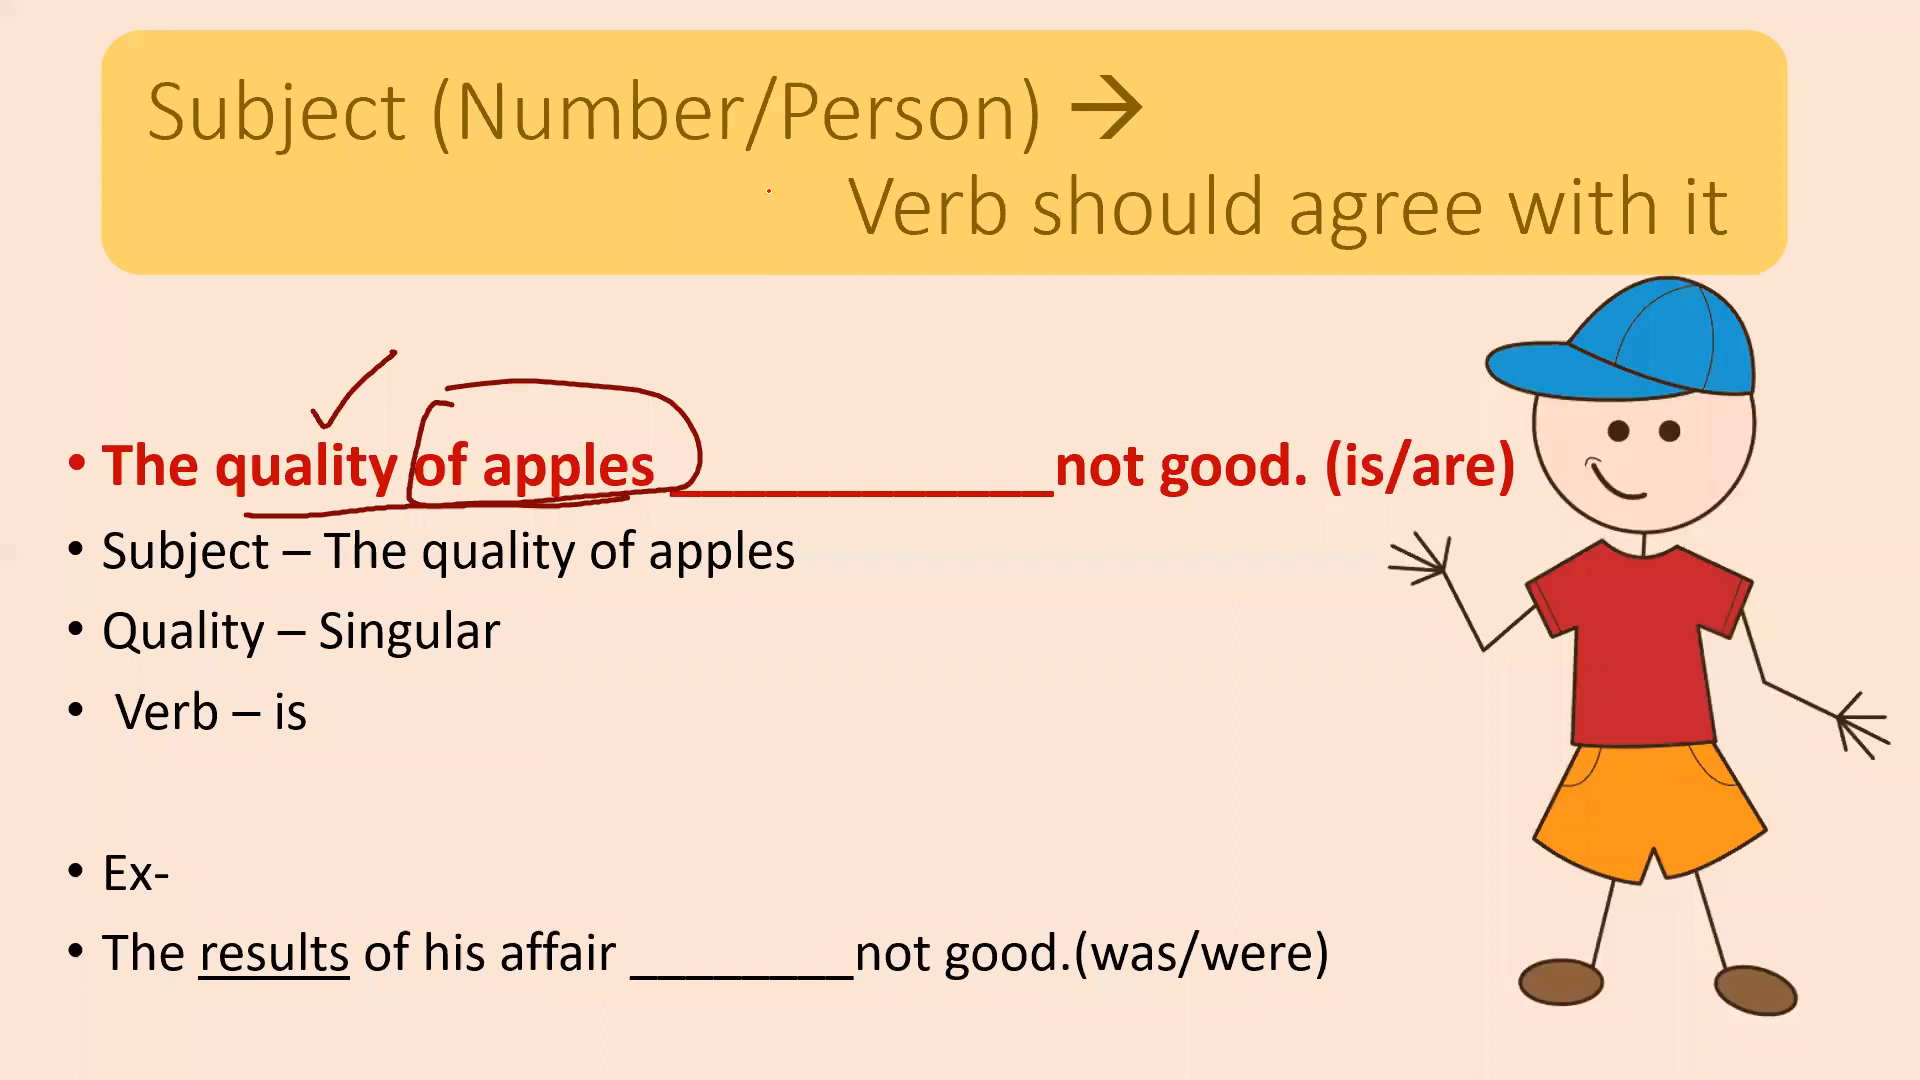 Subject (Number/Person) →
Verb should agree with it
• The quality of apples ____________not good. (is/are)
• Subject – The quality of apples
• Quality – Singular
• Verb – is
• Ex-
• The results of his affair ________not good.(was/were)